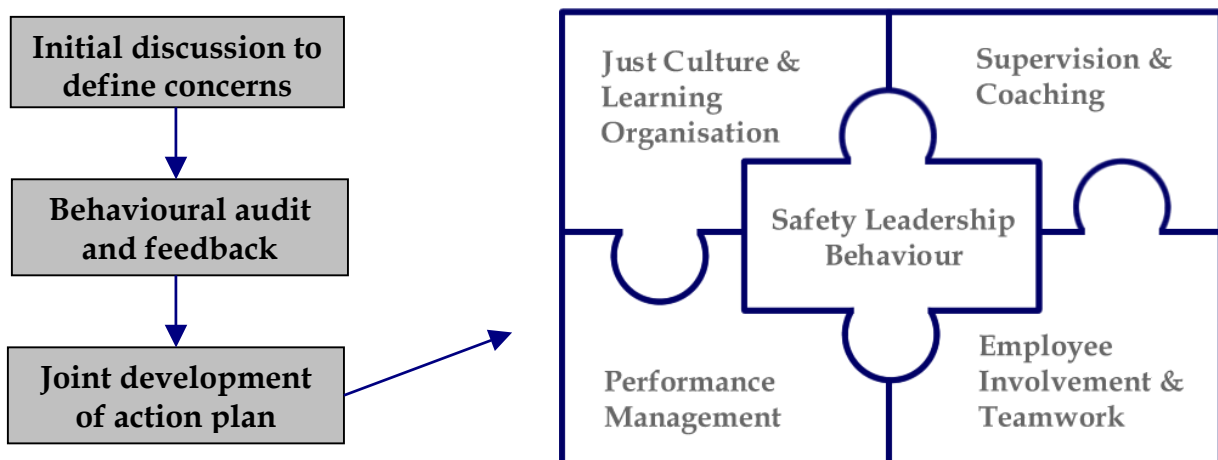 Initial discussion to
define concerns
Behavioural audit
and feedback
Joint development
of action plan
Just Culture &
Learning
Organisation
Supervision &
Coaching
Safety Leadership
Behaviour
Performance
Management
Employee
Involvement &
Teamwork